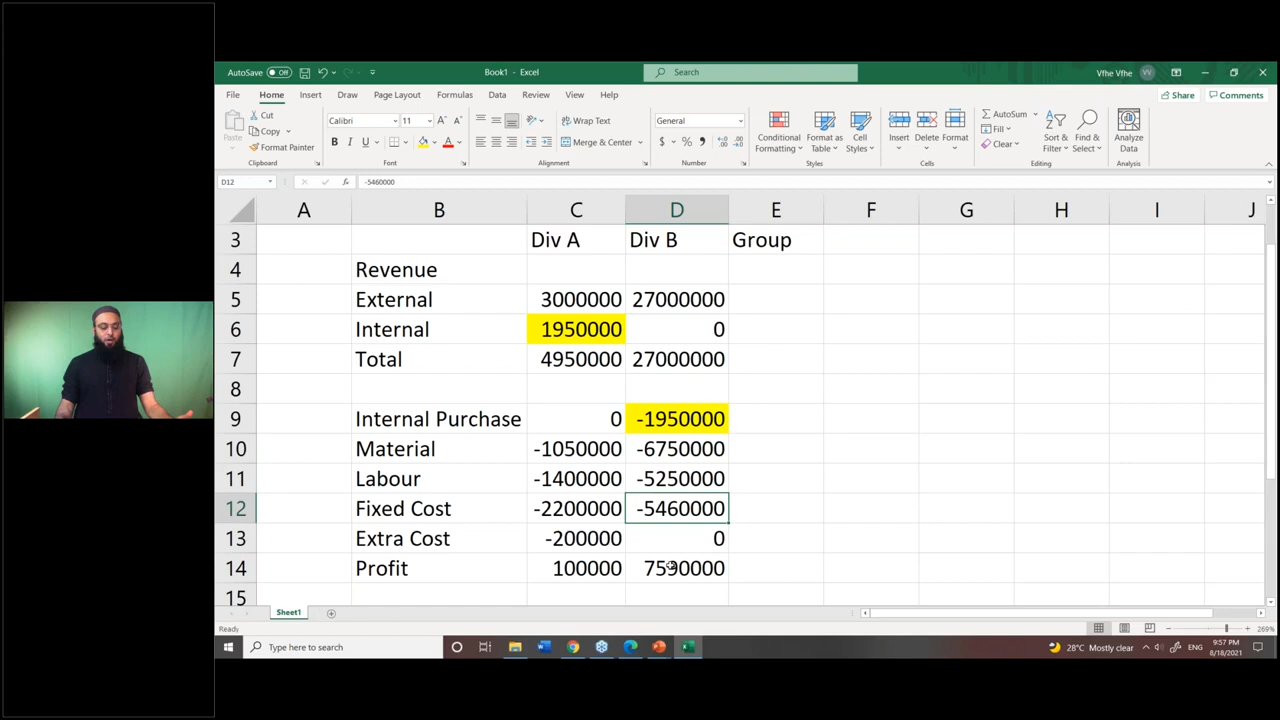 AutoSave Off Book1 - Excel Search Vfhe Vfhe VV
File Home Insert Draw Page Layout Formulas Data Review View Help Share Comments
Paste Cut Copy Format Painter Calibri 11 A A B I U A ab Wrap Text Merge & Center General $ % , Conditional Formatting Format as Table Cell Styles Insert Delete Format AutoSum Fill Clear Sort & Filter Find & Select Analyze Data
Clipboard Font Alignment Number Styles Cells Editing Analysis
D12 fx -5460000
A B C D E F G H I J
3 Div A Div B Group
4 Revenue
5 External 3000000 27000000
6 Internal 1950000 0
7 Total 4950000 27000000
8
9 Internal Purchase 0 -1950000
10 Material -1050000 -6750000
11 Labour -1400000 -5250000
12 Fixed Cost -2200000 -5460000
13 Extra Cost -200000 0
14 Profit 100000 7590000
15
Sheet1
Ready 269%
Type here to search 28°C Mostly clear ENG 9:57 PM
8/18/2021